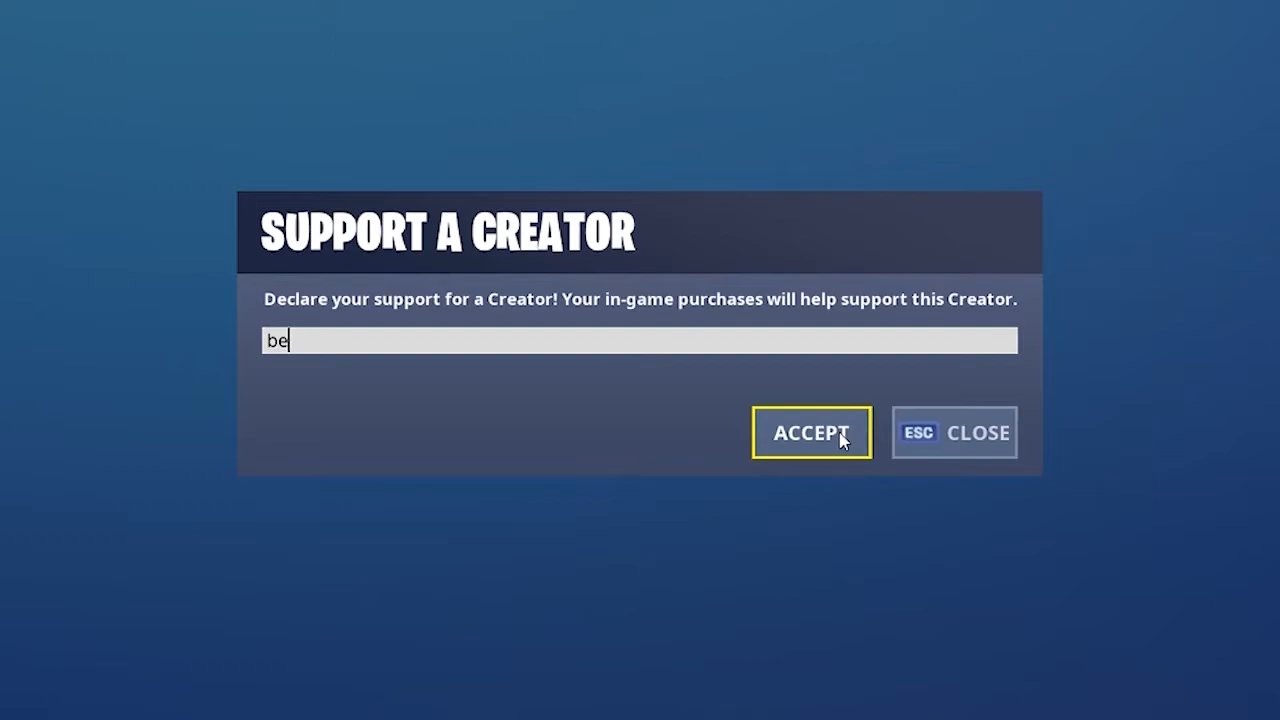 SUPPORT A CREATOR
Declare your support for a Creator! Your in-game purchases will help support this Creator.
be
ACCEPT
ESC CLOSE